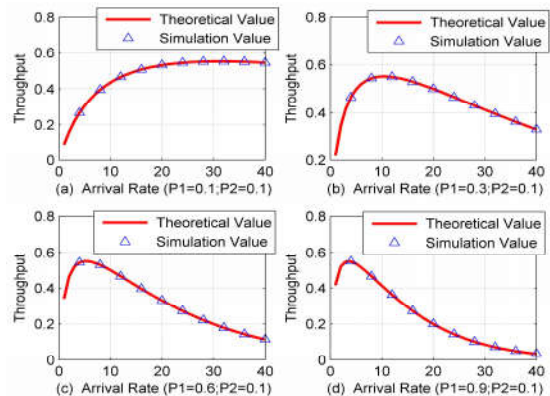 Theoretical Value
Simulation Value
Throughput
0.8
0.6
0.4
0.2
0
0 10 20 30 40
(a) Arrival Rate (P1=0.1;P2=0.1)
Theoretical Value
Simulation Value
Throughput
0.8
0.6
0.4
0.2
0 10 20 30 40
(b) Arrival Rate (P1=0.3;P2=0.1)
Theoretical Value
Simulation Value
Throughput
0.8
0.6
0.4
0.2
0
0 10 20 30 40
(c) Arrival Rate (P1=0.6;P2=0.1)
Theoretical Value
Simulation Value
Throughput
0.8
0.6
0.4
0.2
0
0 10 20 30 40
(d) Arrival Rate (P1=0.9;P2=0.1)